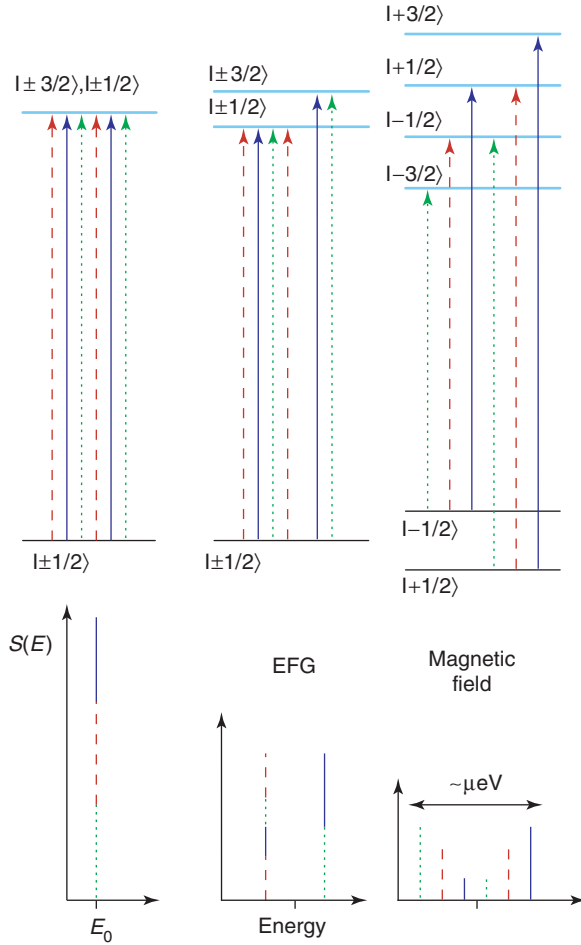 I±3/2⟩,I±1/2⟩
I±1/2⟩
I±3/2⟩
I±1/2⟩
I±1/2⟩
I+3/2⟩
I+1/2⟩
I−1/2⟩
I−3/2⟩
I−1/2⟩
I+1/2⟩
S(E)
E0
EFG
Energy
Magnetic
field
~μeV